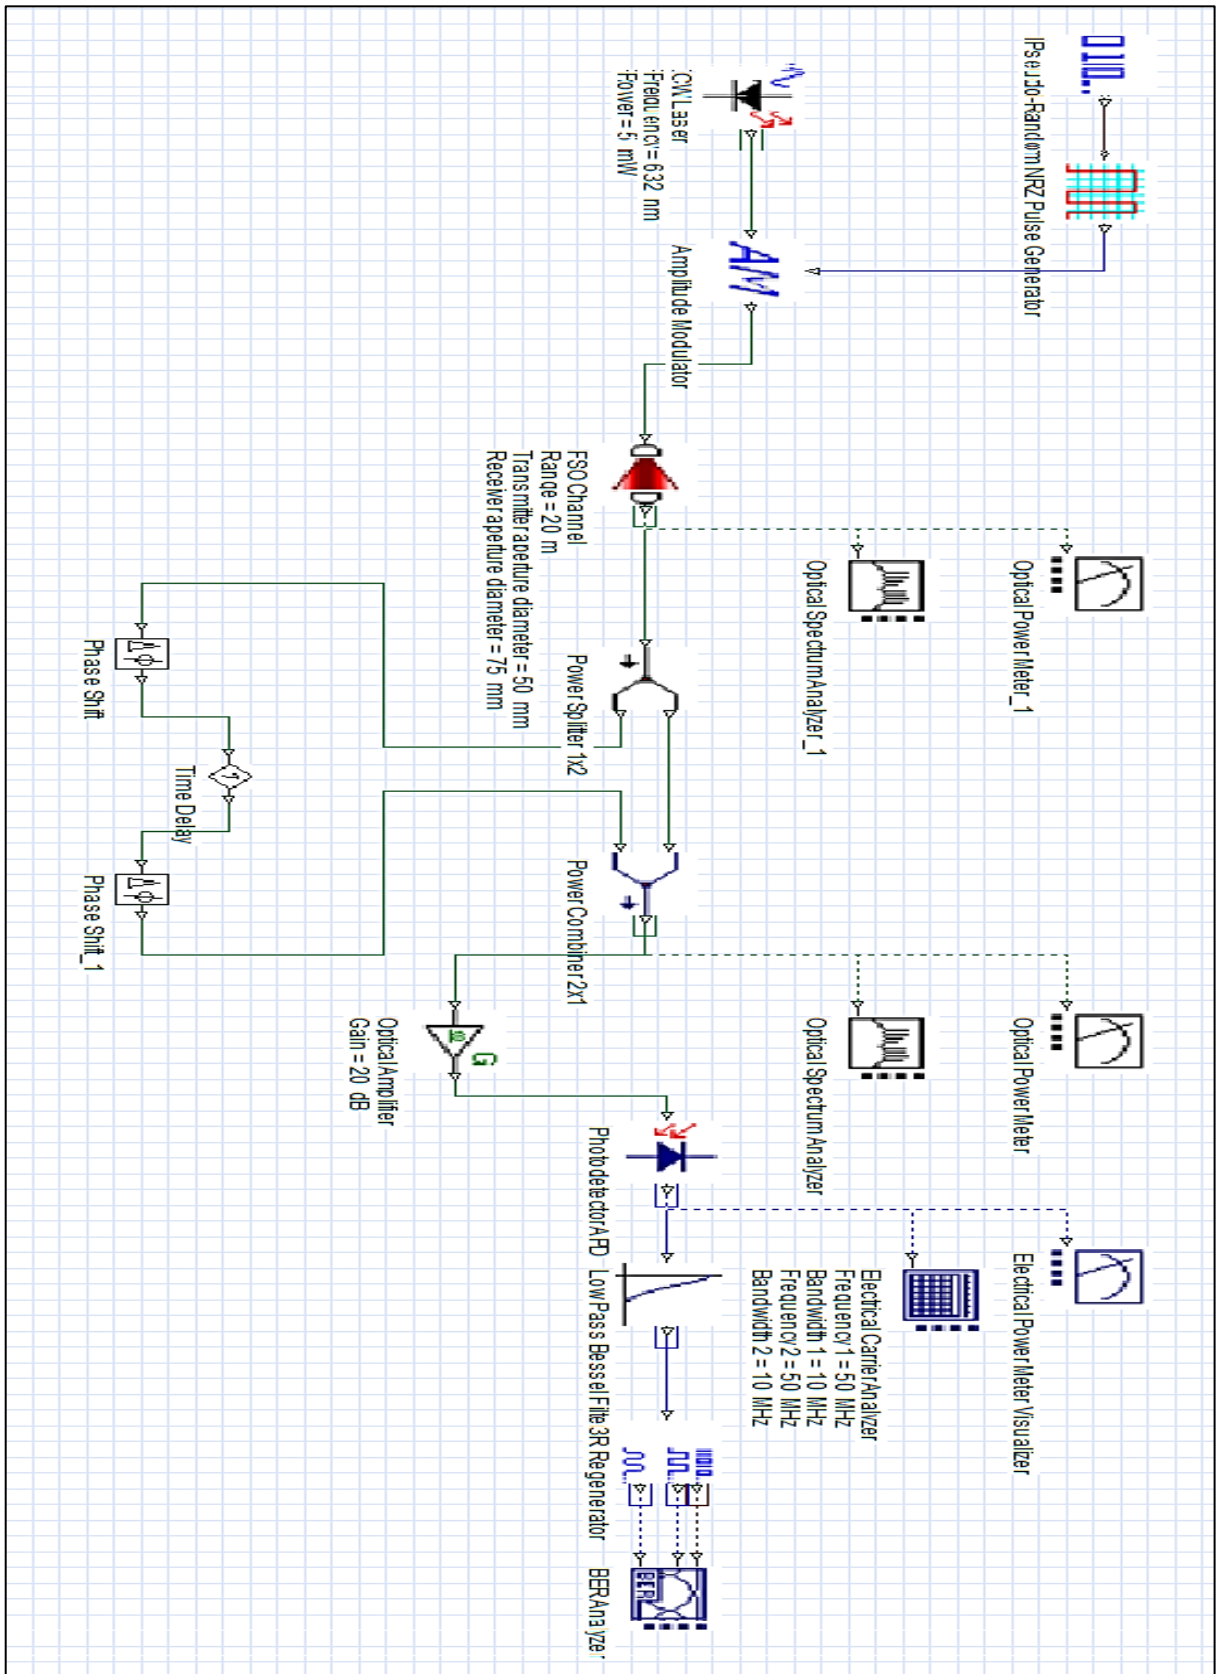 Pseudo-Random NRZ Pulse Generator
CW Laser
Frequency = 632 nm
Power = 5 mW
AM
Amplitude Modulator
FSO Channel
Range = 20 m
Transmitter aperture diameter = 50 mm
Receiver aperture diameter = 75 mm
Optical Power Meter_1
Optical Spectrum Analyzer_1
Power Splitter 1x2
Phase Shift
Time Delay
Phase Shift_1
Power Combiner 2x1
Optical Power Meter
Optical Spectrum Analyzer
G
Optical Amplifier
Gain = 20 dB
Photodetector APD
Electrical Power Meter Visualizer
Electrical Carrier Analyzer
Frequency 1 = 50 MHz
Bandwidth 1 = 10 MHz
Frequency 2 = 50 MHz
Bandwidth 2 = 10 MHz
Low Pass Bessel Filte
3R Regenerator
BER
BER Analyzer